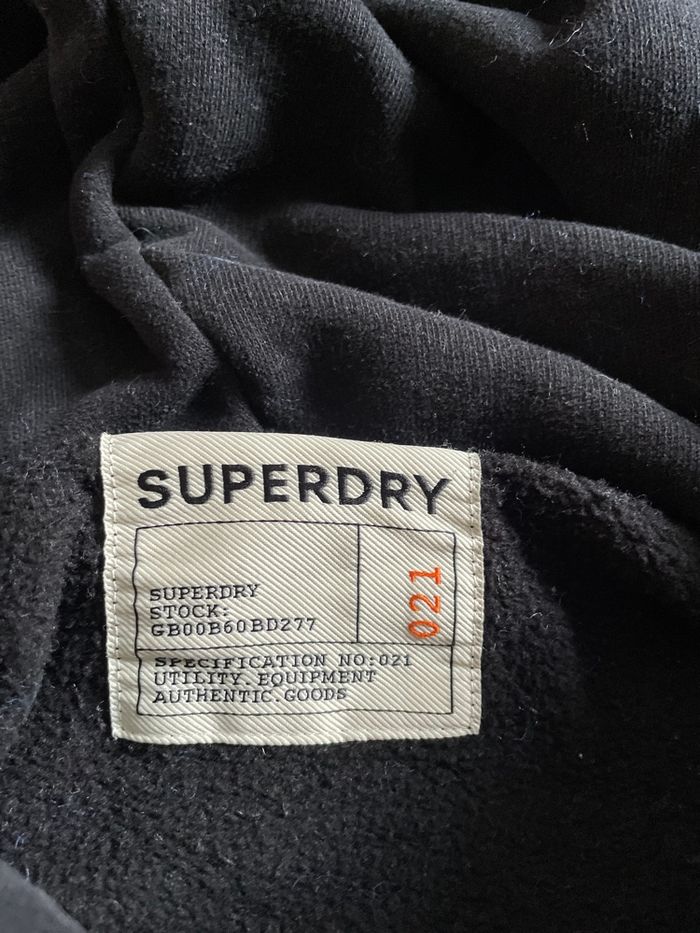 SUPERDRY
SUPERDRY
STOCK:
GB00B60BD277
021
SPECIFICATION NO:021
UTILITY.EQUIPMENT
AUTHENTIC.GOODS